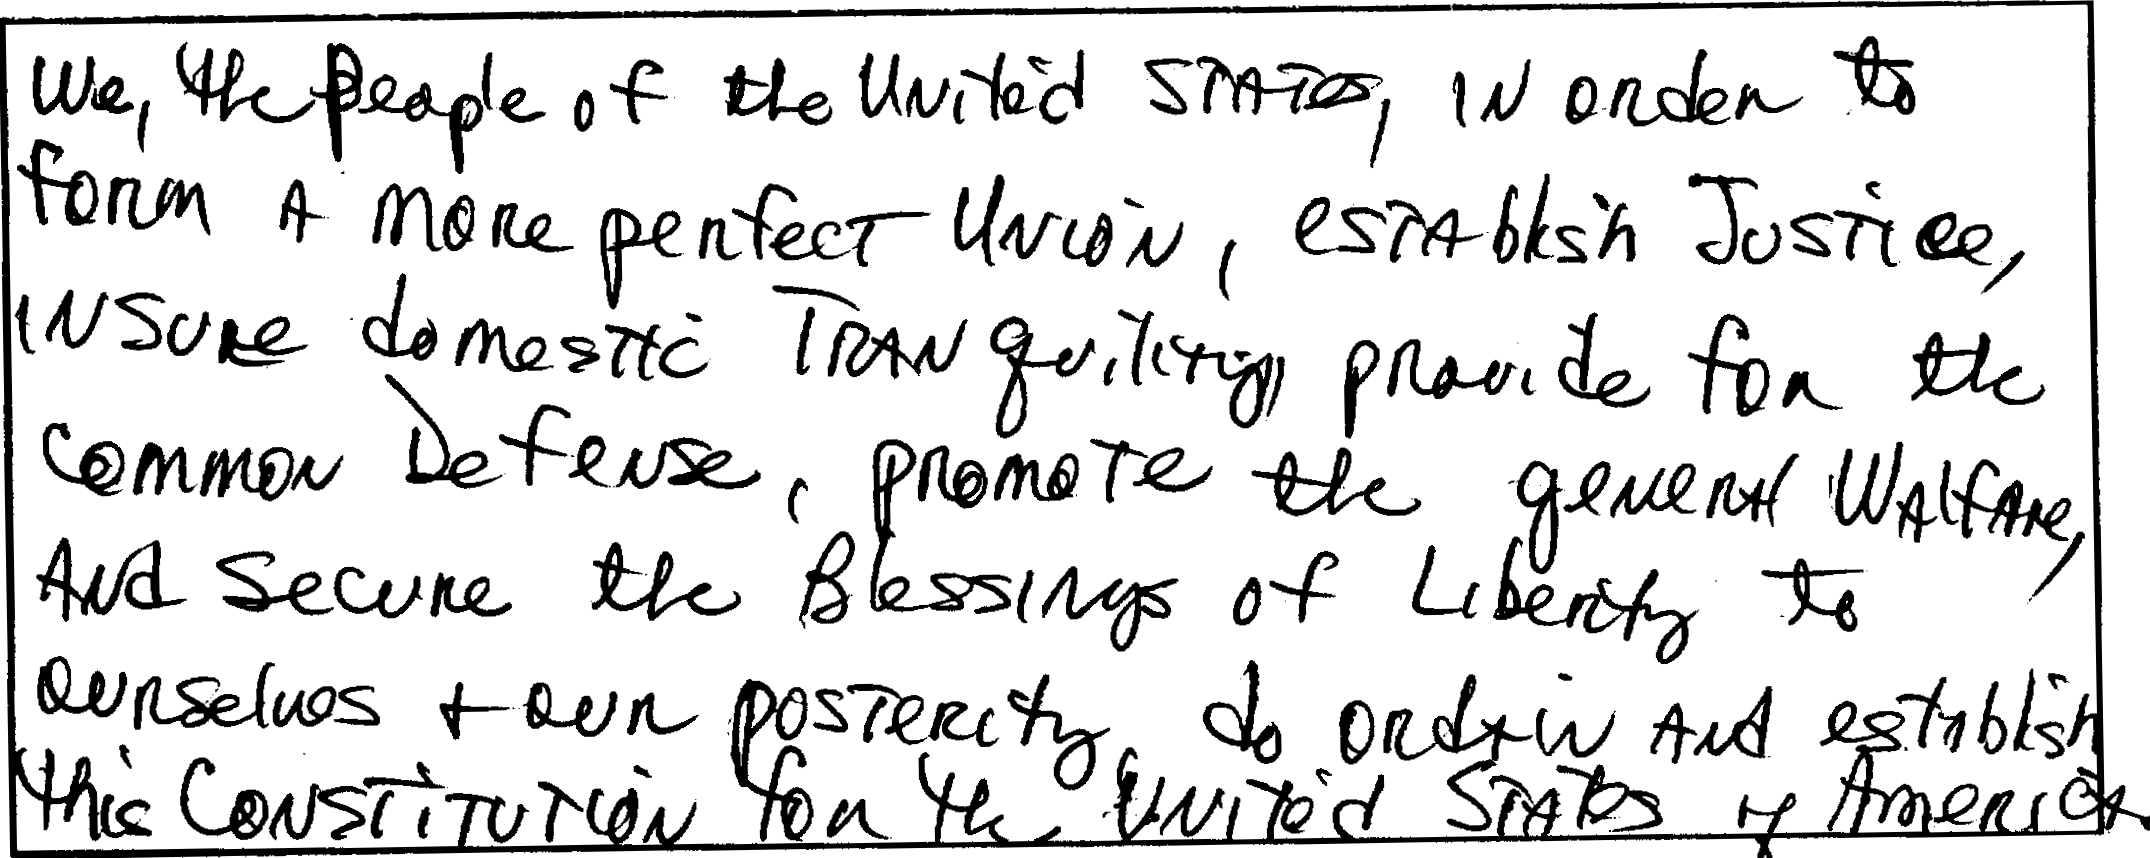 We, the People of the United States, in order to
form a more perfect Union, establish Justice,
insure domestic Tranquility, provide for the
common Defense, promote the general Walfare,
and secure the Blessings of Liberty to
ourselves + our posterity, do ordain and establish
this Constitution for the United States of America